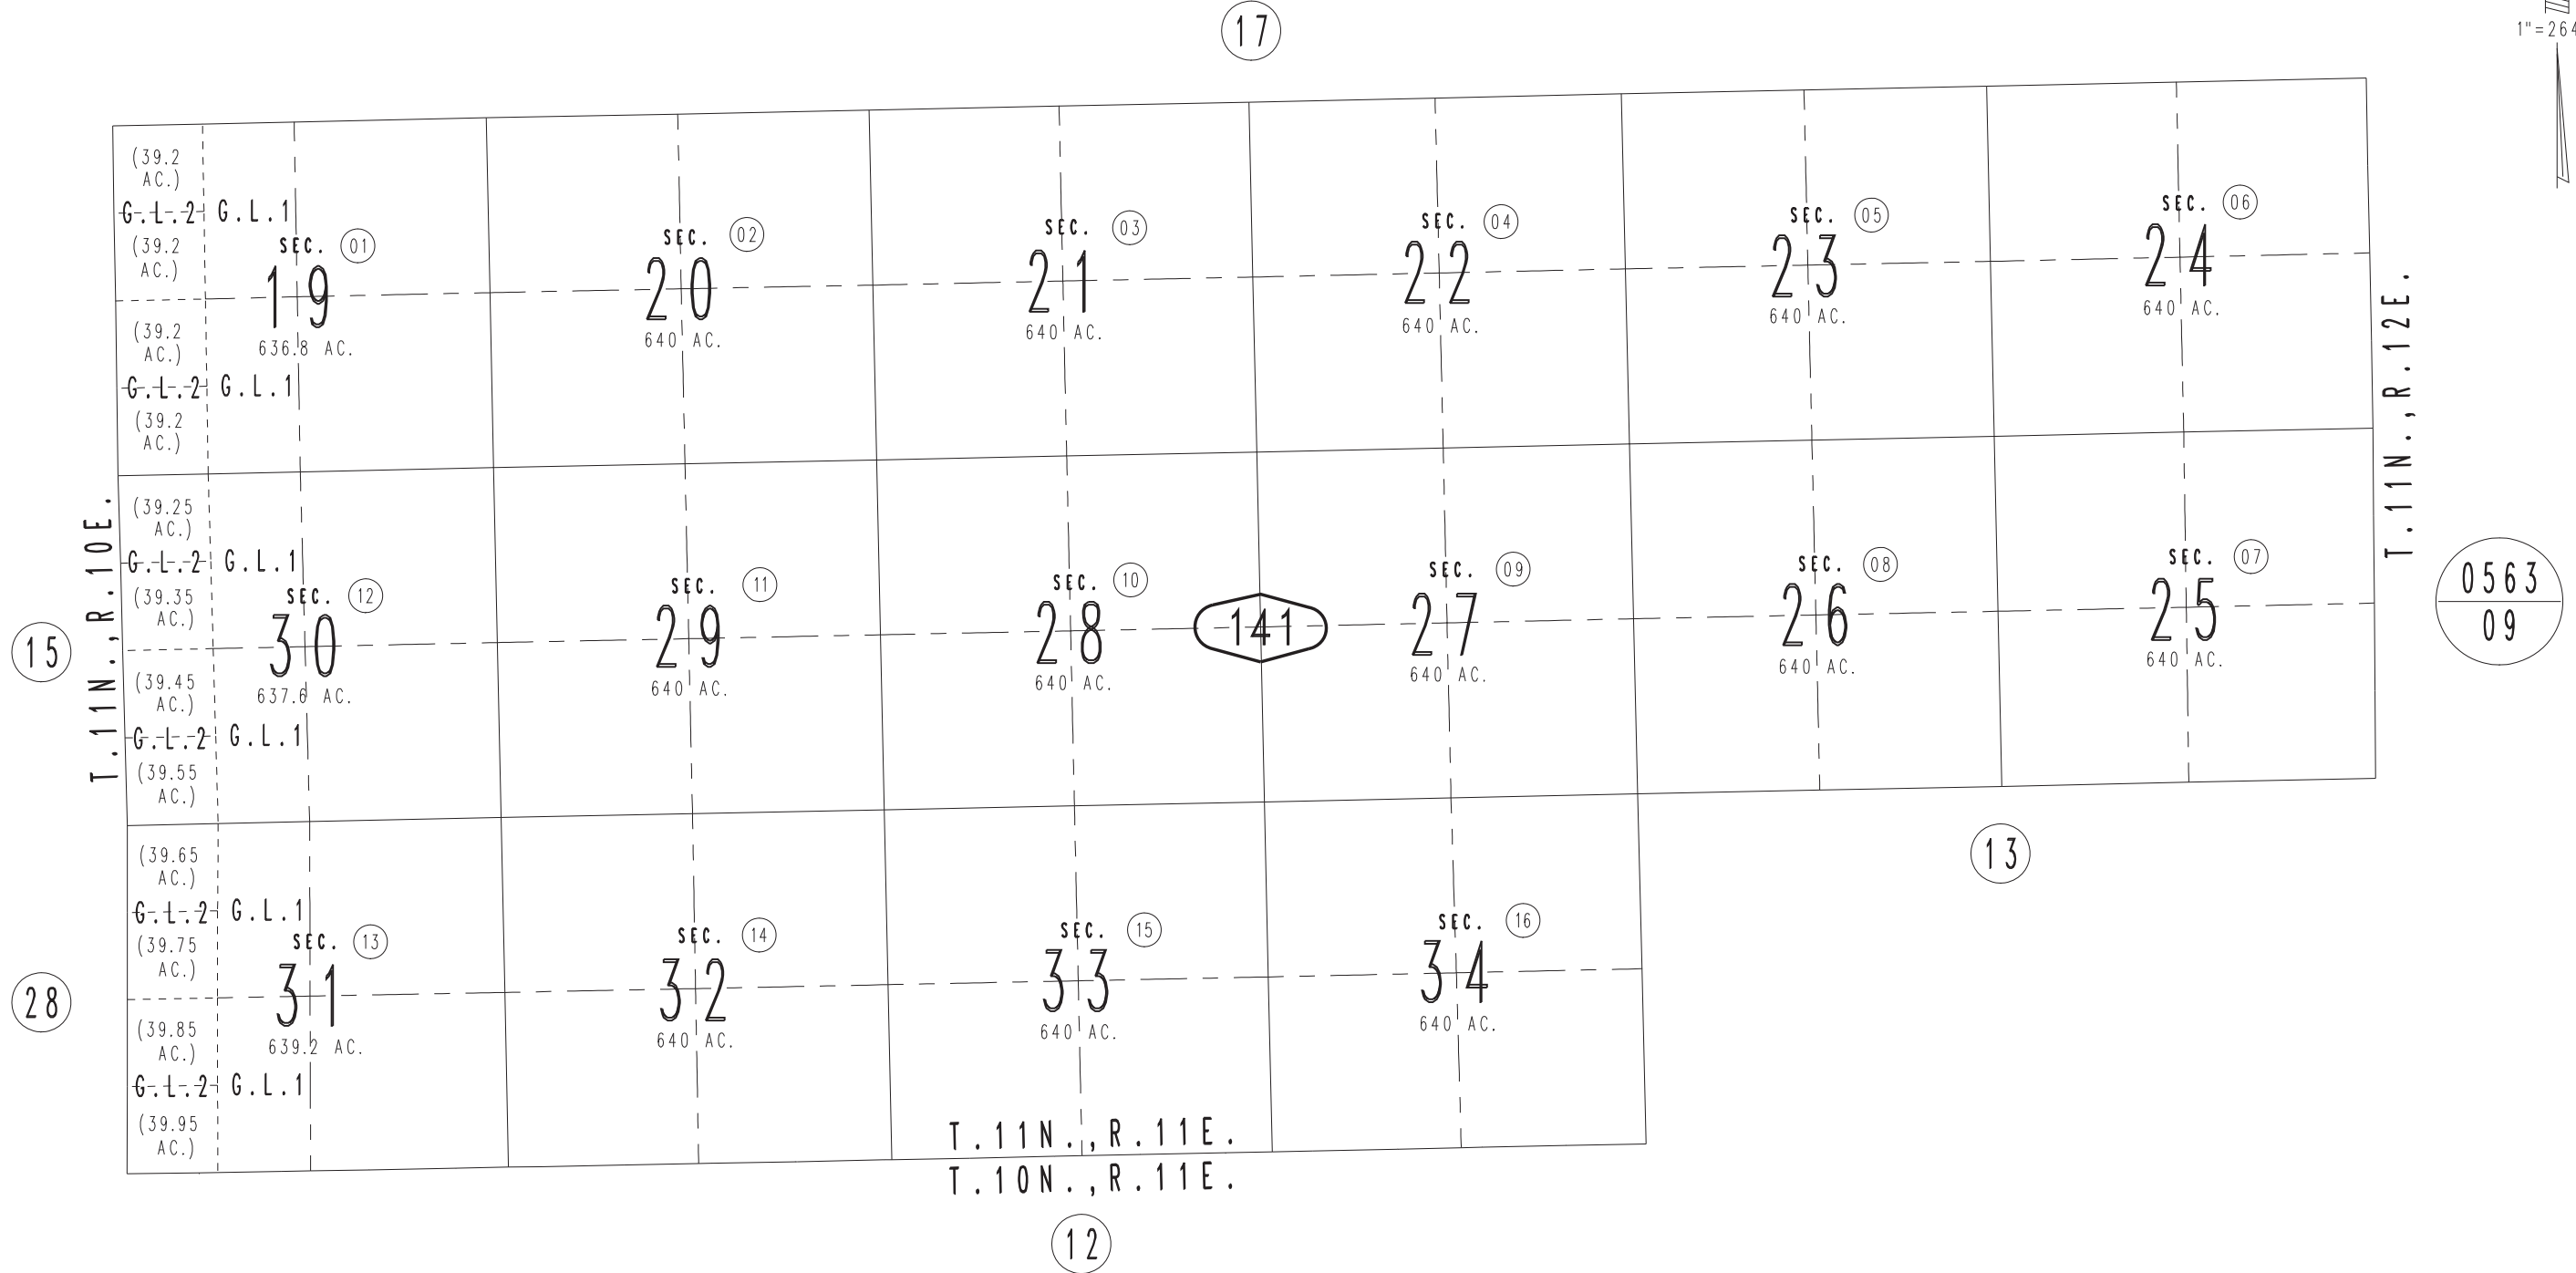 17
1"=264
(39.2
AC.)
G.L.2 G.L.1
(39.2
AC.)
SEC. 01
19
636.8 AC.
(39.2
AC.)
G.L.2 G.L.1
(39.2
AC.)
SEC. 02
20
640 AC.
SEC. 03
21
640 AC.
SEC. 04
22
640 AC.
SEC. 05
23
640 AC.
SEC. 06
24
640 AC.
T.11N.,R.12E.
T.11N.,R.10E.
15
(39.25
AC.)
G.L.2 G.L.1
(39.35
AC.)
SEC. 12
30
637.6 AC.
(39.45
AC.)
G.L.2 G.L.1
(39.55
AC.)
SEC. 11
29
640 AC.
SEC. 10
28
640 AC.
141
SEC. 09
27
640 AC.
SEC. 08
26
640 AC.
SEC. 07
25
640 AC.
0563
09
28
(39.65
AC.)
G.L.2 G.L.1
(39.75
AC.)
SEC. 13
31
639.2 AC.
(39.85
AC.)
G.L.2 G.L.1
(39.95
AC.)
SEC. 14
32
640 AC.
SEC. 15
33
640 AC.
SEC. 16
34
640 AC.
13
T.11N.,R.11E.
T.10N.,R.11E.
12